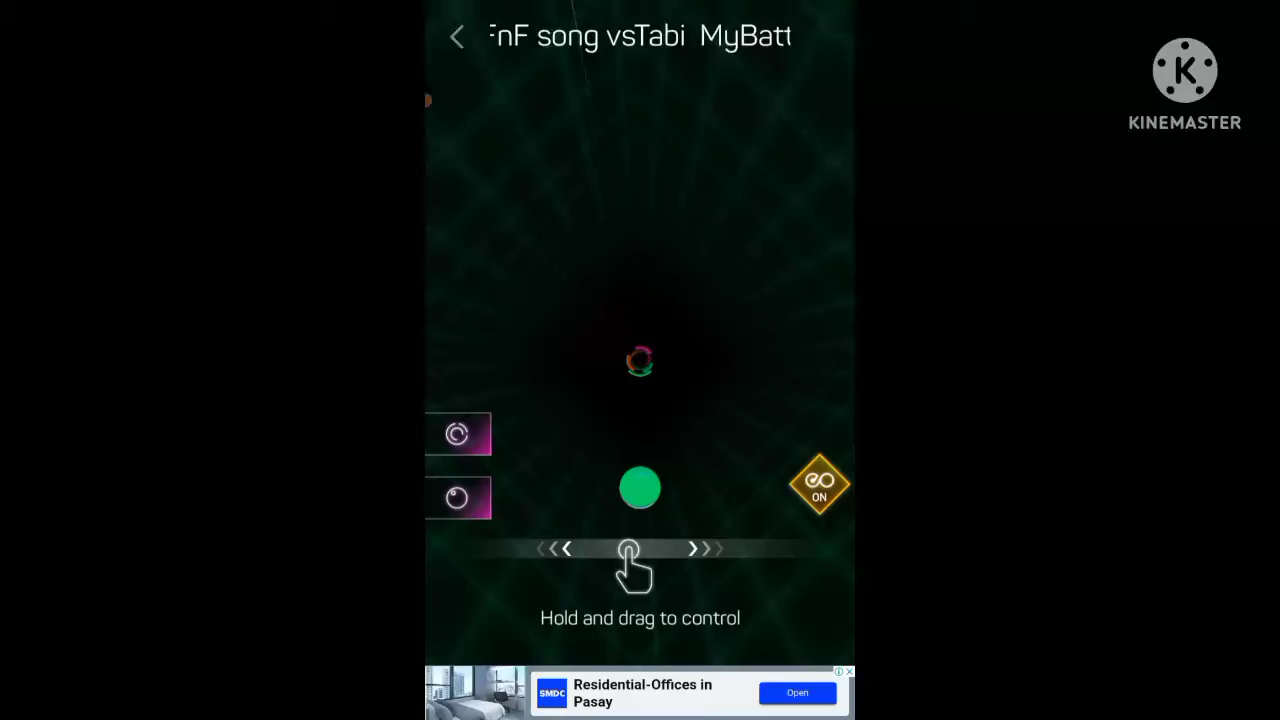 FnF song vsTabi MyBatt
K
KINEMASTER
ON
Hold and drag to control
SMDC
Residential-Offices in
Pasay
Open